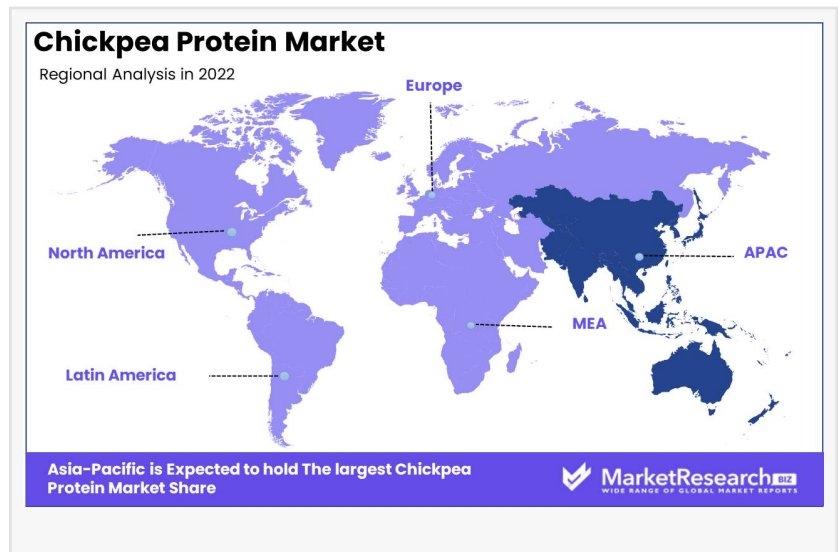 Chickpea Protein Market
Regional Analysis in 2022
Europe
North America
APAC
MEA
Latin America
Asia-Pacific is Expected to hold The largest Chickpea
Protein Market Share
MarketResearch BIZ
WIDE RANGE OF GLOBAL MARKET REPORTS